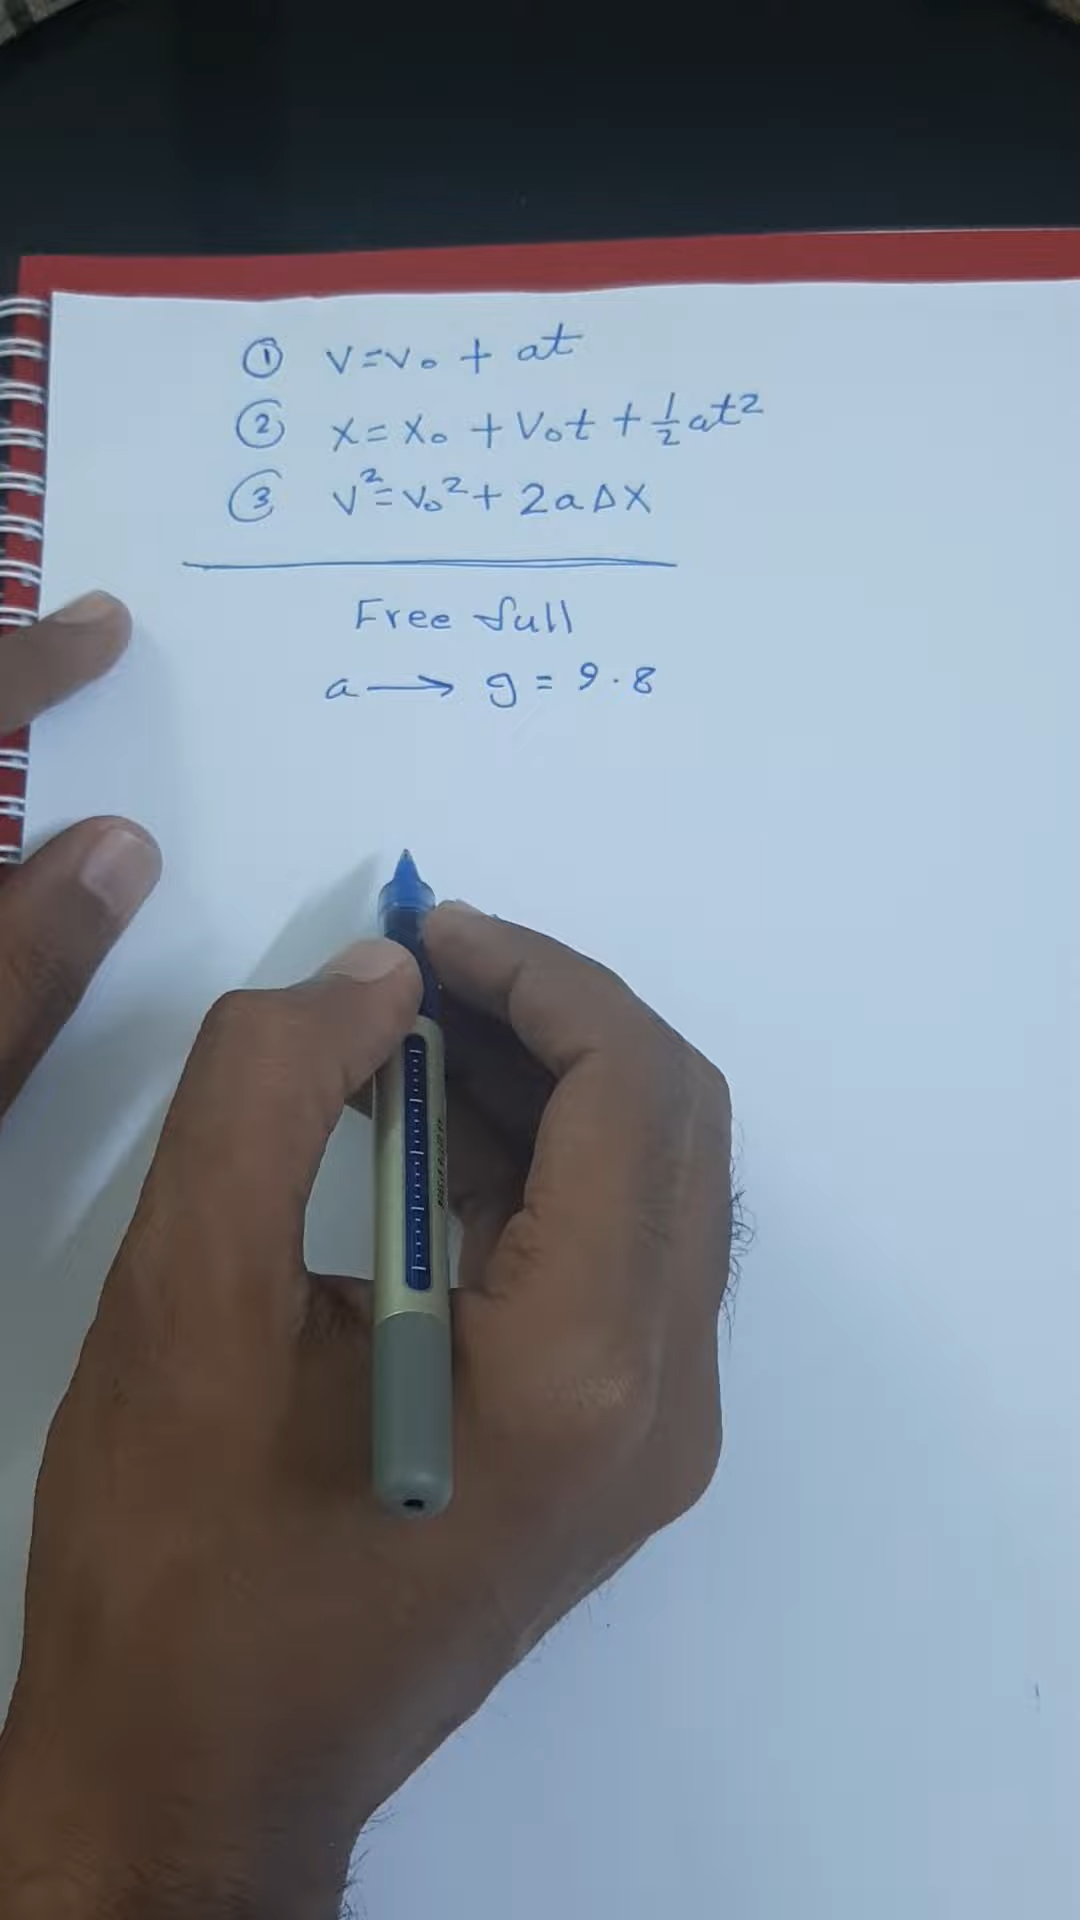 ① V=V₀ + at
② X=X₀ + V₀t + ½at²
③ V²=V₀²+ 2aΔX
Free full
a → g = 9.8